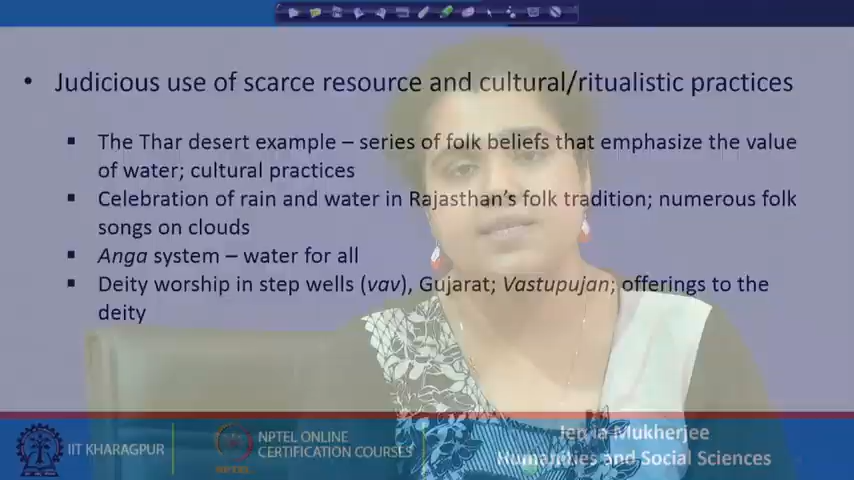 • Judicious use of scarce resource and cultural/ritualistic practices
▪ The Thar desert example – series of folk beliefs that emphasize the value
of water; cultural practices
▪ Celebration of rain and water in Rajasthan's folk tradition; numerous folk
songs on clouds
▪ Anga system – water for all
▪ Deity worship in step wells (vav), Gujarat; Vastupujan; offerings to the
deity
IIT KHARAGPUR
NPTEL
NPTEL ONLINE
CERTIFICATION COURSES
Mukherjee
Humanities and Social Sciences